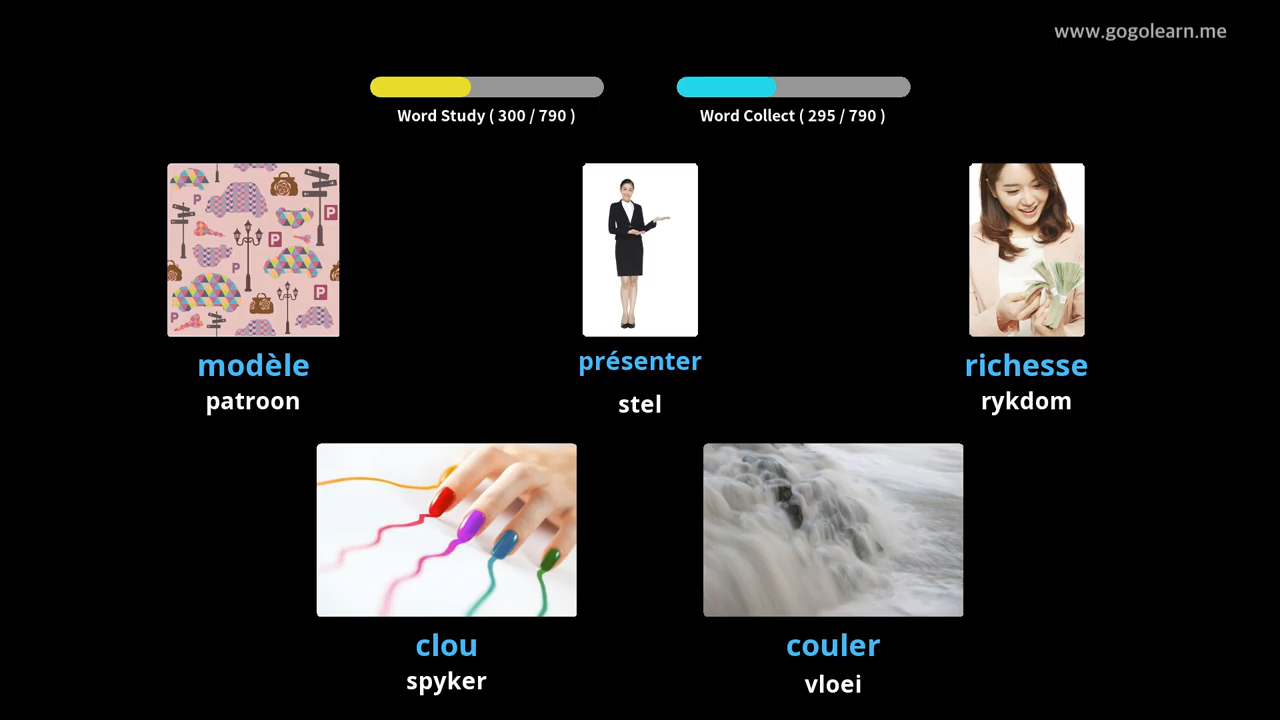 www.gogolearn.me
Word Study ( 300 / 790 )
Word Collect ( 295 / 790 )
P
P
P
P
P
P
modèle
patroon
présenter
stel
richesse
rykdom
clou
spyker
couler
vloei